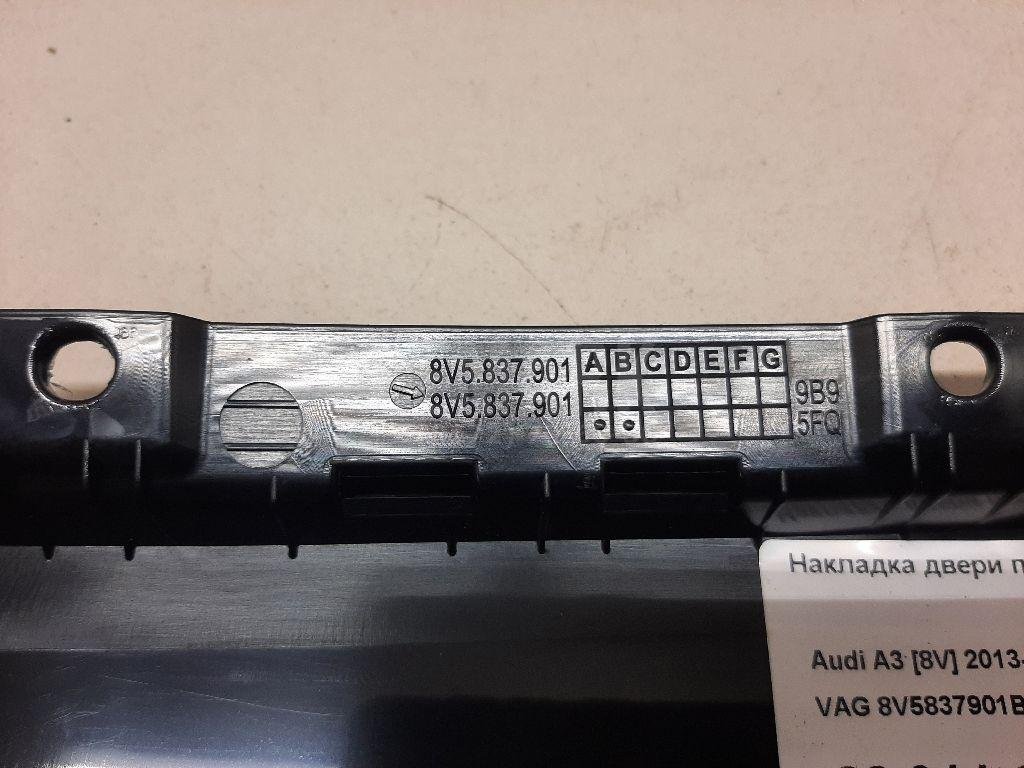 8V5.837.901 A B C D E F G
8V5.837.901 9B9
5FQ
Накладка двери
Audi A3 [8V] 2013-
VAG 8V5837901B